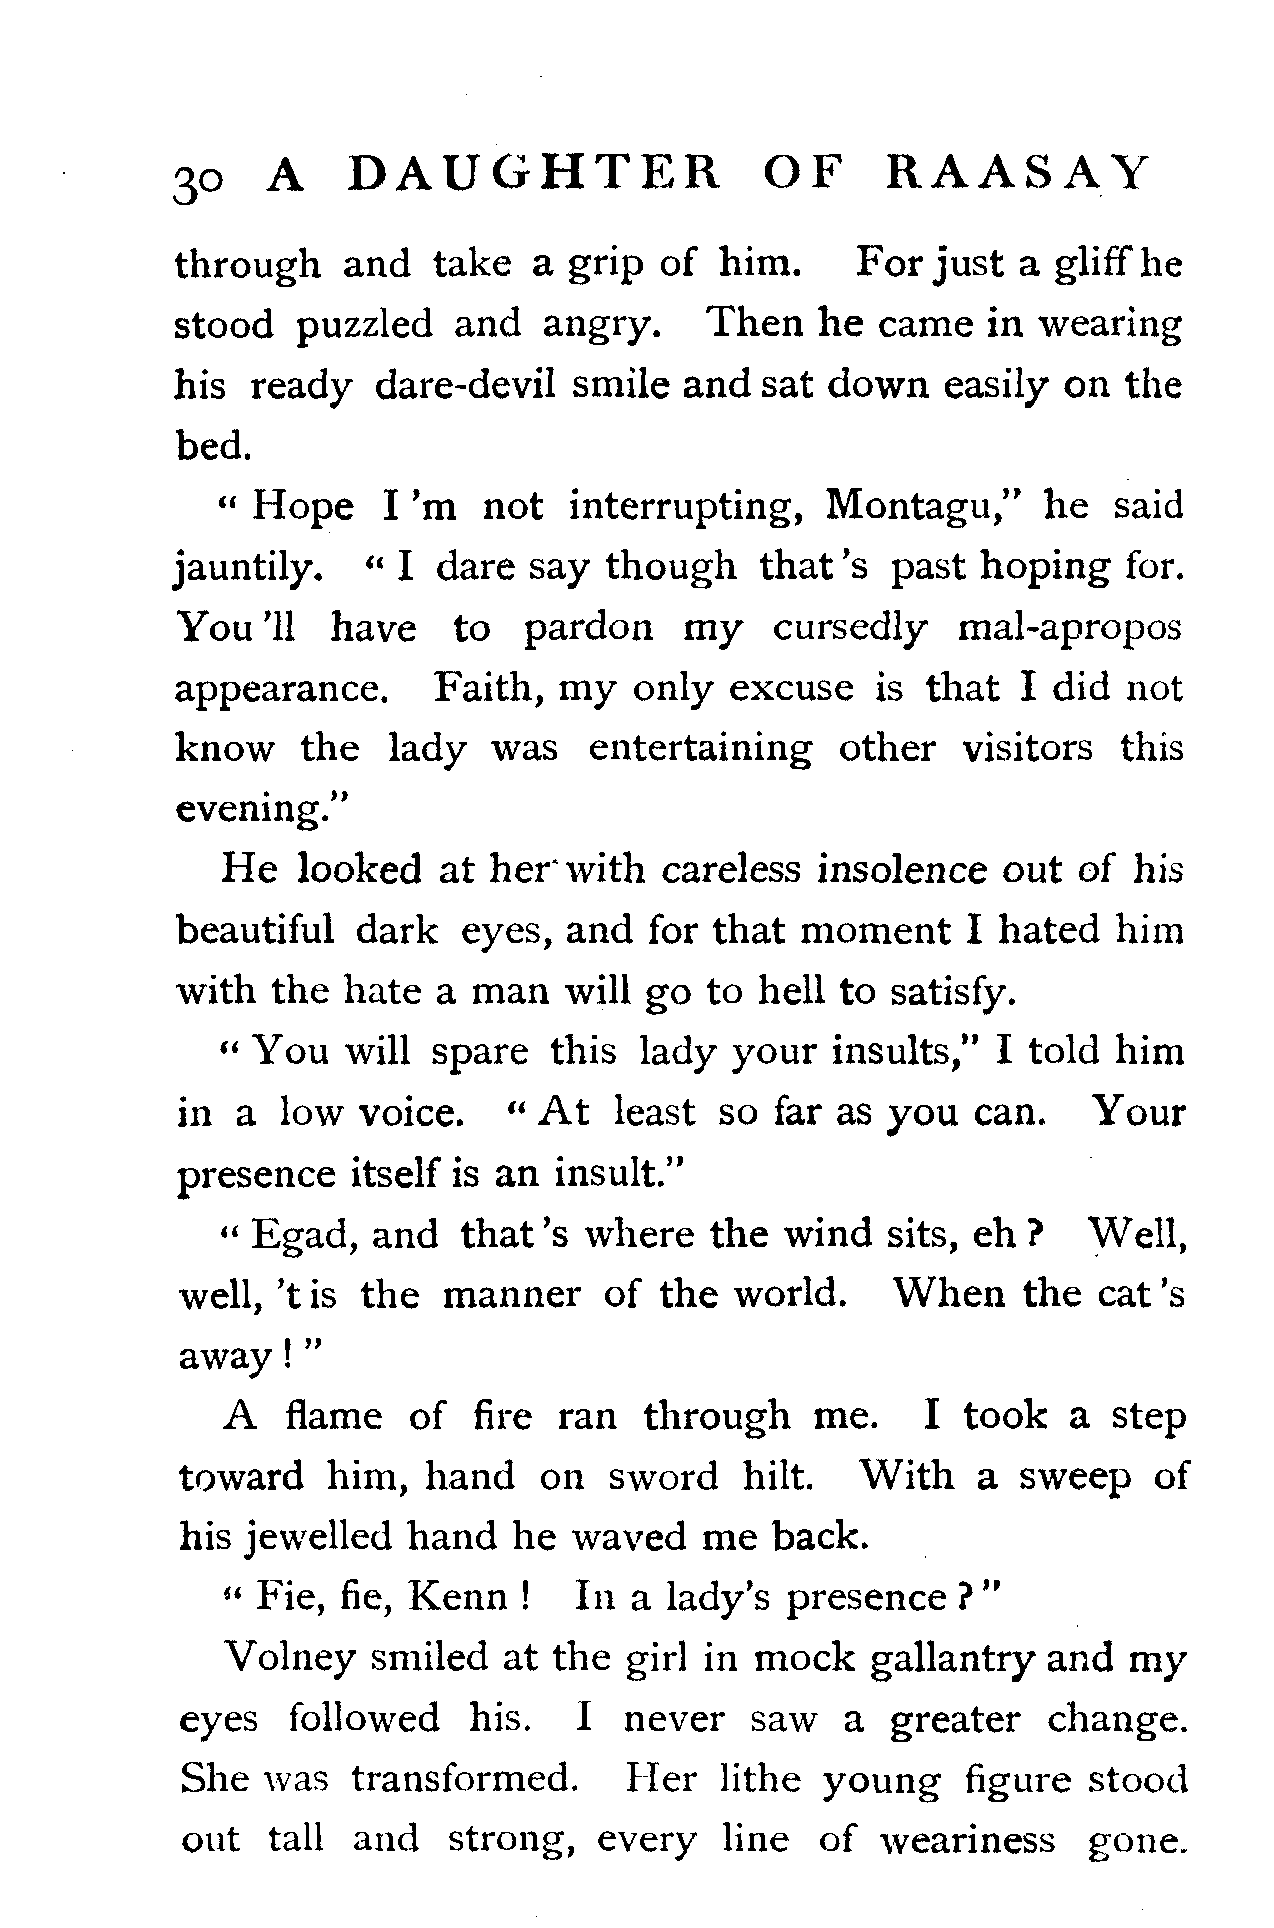 30 A DAUGHTER OF RAASAY
through and take a grip of him. For just a gliff he
stood puzzled and angry. Then he came in wearing
his ready dare-devil smile and sat down easily on the
bed.
“ Hope I ’m not interrupting, Montagu,” he said
jauntily. “ I dare say though that ’s past hoping for.
You ’ll have to pardon my cursedly mal-apropos
appearance. Faith, my only excuse is that I did not
know the lady was entertaining other visitors this
evening.”
He looked at her with careless insolence out of his
beautiful dark eyes, and for that moment I hated him
with the hate a man will go to hell to satisfy.
“ You will spare this lady your insults,” I told him
in a low voice. “ At least so far as you can. Your
presence itself is an insult.”
“ Egad, and that ’s where the wind sits, eh ? Well,
well, ’t is the manner of the world. When the cat ’s
away ! ”
A flame of fire ran through me. I took a step
toward him, hand on sword hilt. With a sweep of
his jewelled hand he waved me back.
“ Fie, fie, Kenn ! In a lady’s presence ? ”
Volney smiled at the girl in mock gallantry and my
eyes followed his. I never saw a greater change.
She was transformed. Her lithe young figure stood
out tall and strong, every line of weariness gone.